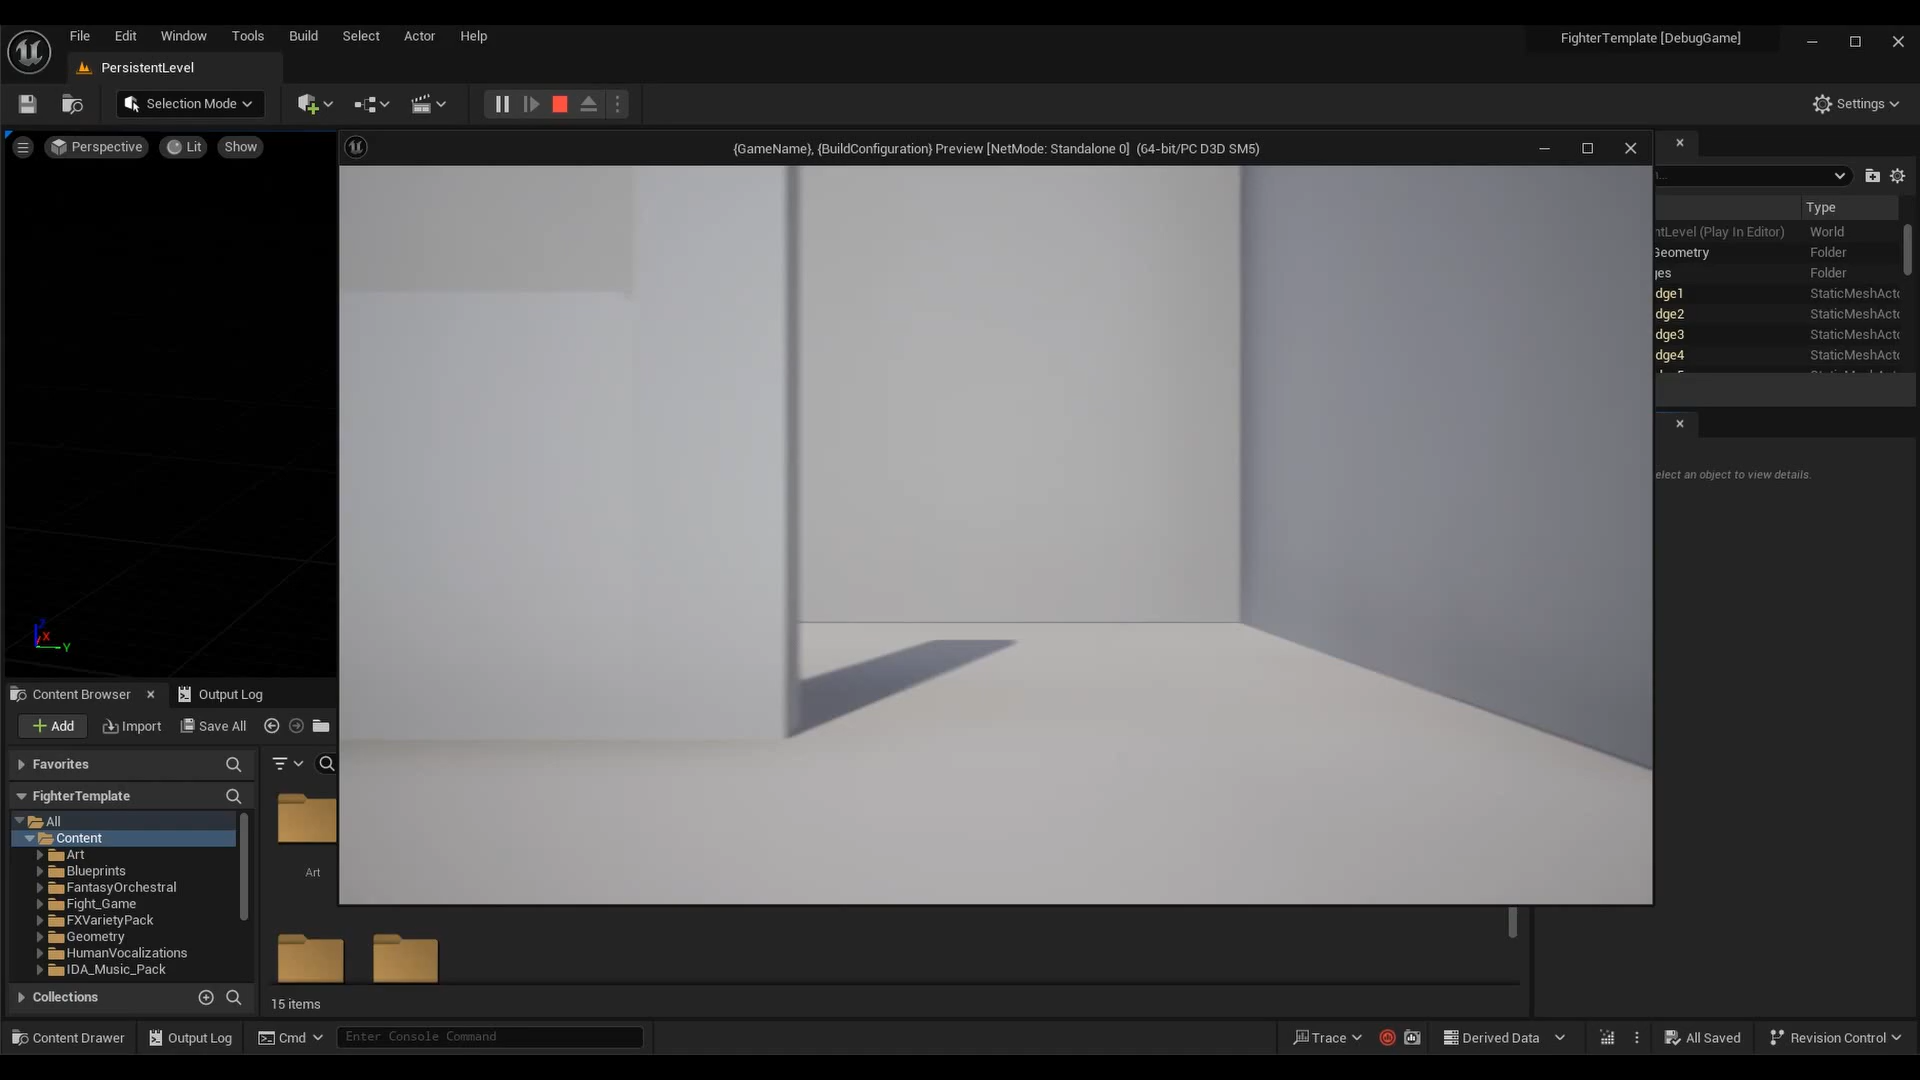 File Edit Window Tools Build Select Actor Help
FighterTemplate [DebugGame]
PersistentLevel
Selection Mode
Settings
Perspective Lit Show
{GameName}, {BuildConfiguration} Preview [NetMode: Standalone 0] (64-bit/PC D3D SM5)
Type
ntLevel (Play In Editor) World
Geometry Folder
ges Folder
dge1 StaticMeshActo
dge2 StaticMeshActo
dge3 StaticMeshActo
dge4 StaticMeshActo
elect an object to view details.
X
Y
Content Browser Output Log
Add Import Save All
Favorites
FighterTemplate
All
Content
Art
Blueprints
FantasyOrchestral
Fight_Game
FXVarietyPack
Geometry
HumanVocalizations
IDA_Music_Pack
Collections
Art
15 items
Content Drawer Output Log Cmd Enter Console Command Trace Derived Data All Saved Revision Control